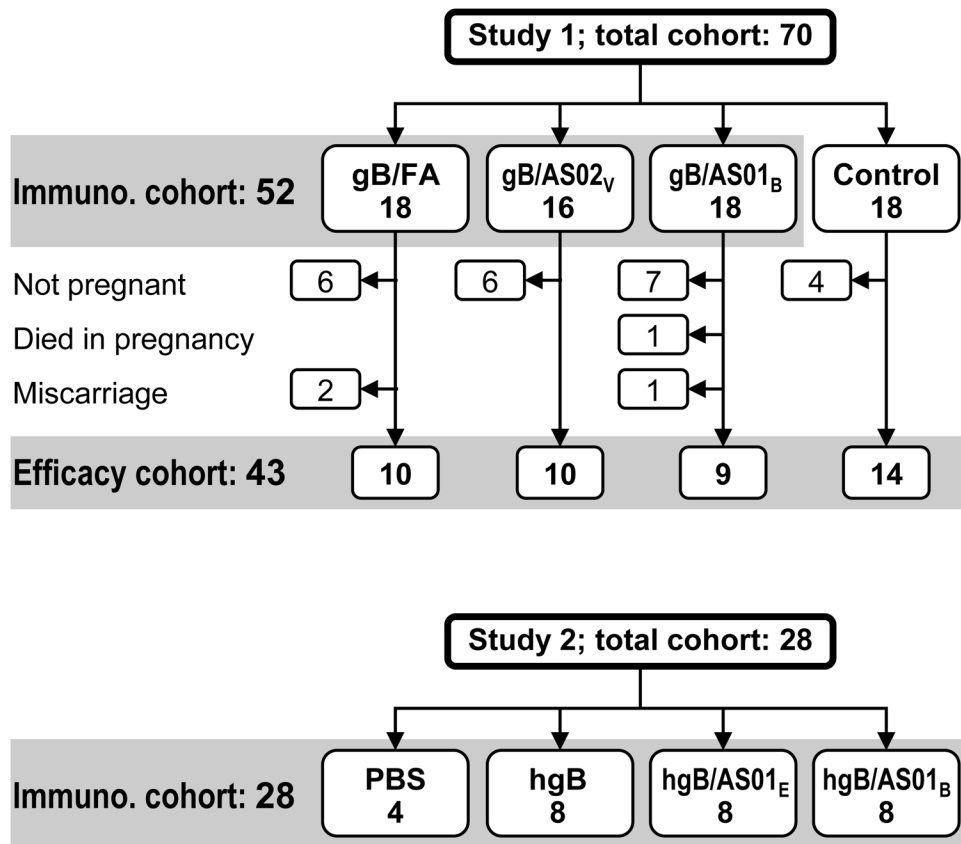 Study 1; total cohort: 70
Immuno. cohort: 52
gB/FA
18
gB/AS02V
16
gB/AS01B
18
Control
18
Not pregnant 6 6 7 4
Died in pregnancy 1
Miscarriage 2 1
Efficacy cohort: 43 10 10 9 14
Study 2; total cohort: 28
Immuno. cohort: 28
PBS
4
hgB
8
hgB/AS01E
8
hgB/AS01B
8